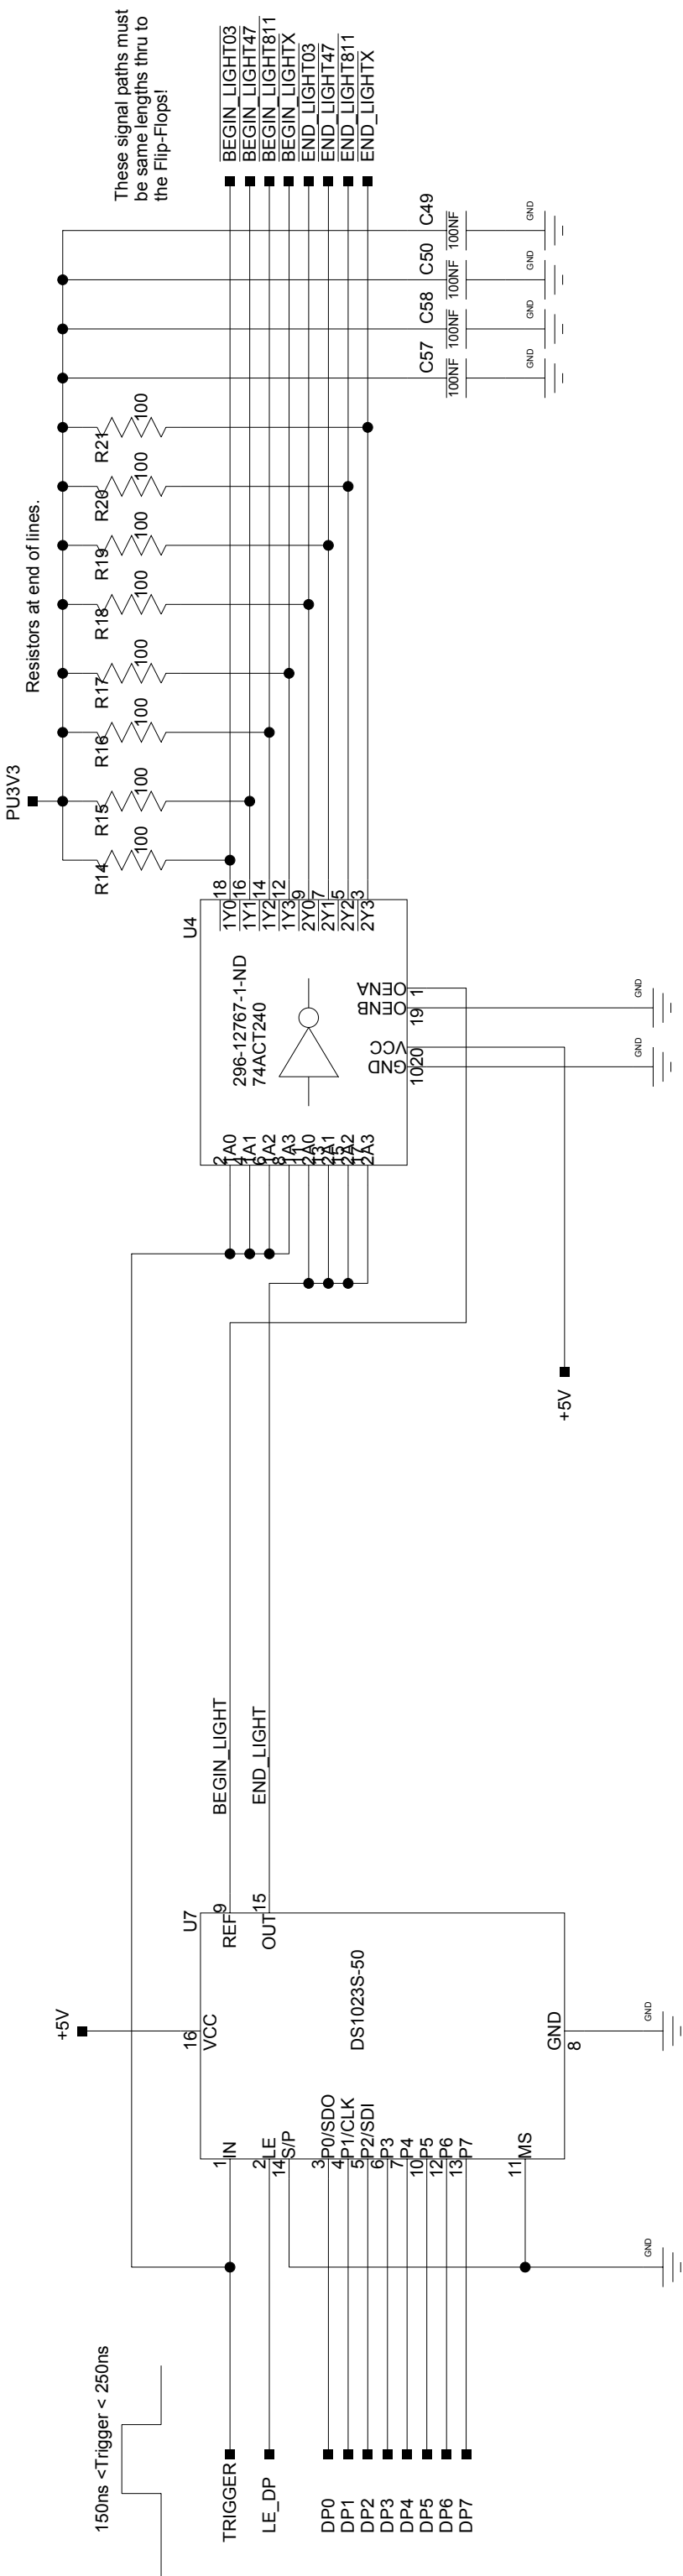 150ns <Trigger < 250ns
TRIGGER
LE_DP
DP0
DP1
DP2
DP3
DP4
DP5
DP6
DP7
1
IN
2
LE
14
S/P
3
P0/SDO
4
P1/CLK
5
P2/SDI
6
P3
7
P4
10
P5
12
P6
13
P7
11
MS
GND
+5V
16
VCC
U7
DS1023S-50
GND
8
GND
9
REF
15
OUT
BEGIN_LIGHT
END_LIGHT
+5V
2
1A0
4
1A1
6
1A2
8
1A3
11
2A0
13
2A1
15
2A2
17
2A3
U4
296-12767-1-ND
74ACT240
GND
10
VCC
20
OENB
19
OENA
1
GND
GND
1Y0
18
1Y1
16
1Y2
14
1Y3
12
2Y0
9
2Y1
7
2Y2
5
2Y3
3
PU3V3
Resistors at end of lines.
R14
100
R15
100
R16
100
R17
100
R18
100
R19
100
R20
100
R21
100
C57
100NF
GND
C58
100NF
GND
C50
100NF
GND
C49
100NF
GND
These signal paths must
be same lengths thru to
the Flip-Flops!
BEGIN_LIGHT03
BEGIN_LIGHT47
BEGIN_LIGHT811
BEGIN_LIGHTX
END_LIGHT03
END_LIGHT47
END_LIGHT811
END_LIGHTX